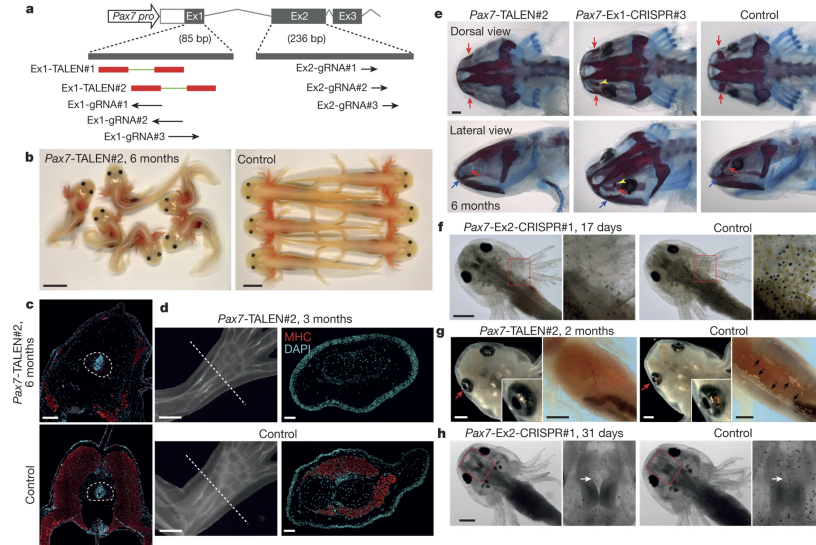 a
Pax7 pro
Ex1
Ex2
Ex3
(85 bp)
(236 bp)
Ex1-TALEN#1
Ex1-TALEN#2
Ex1-gRNA#1
Ex1-gRNA#2
Ex1-gRNA#3
Ex2-gRNA#1
Ex2-gRNA#2
Ex2-gRNA#3
b
Pax7-TALEN#2, 6 months
Control
c
Pax7-TALEN#2,
6 months
Control
d
Pax7-TALEN#2, 3 months
MHC
DAPI
Control
e
Pax7-TALEN#2
Pax7-Ex1-CRISPR#3
Control
Dorsal view
Lateral view
6 months
f
Pax7-Ex2-CRISPR#1, 17 days
Control
g
Pax7-TALEN#2, 2 months
Control
h
Pax7-Ex2-CRISPR#1, 31 days
Control